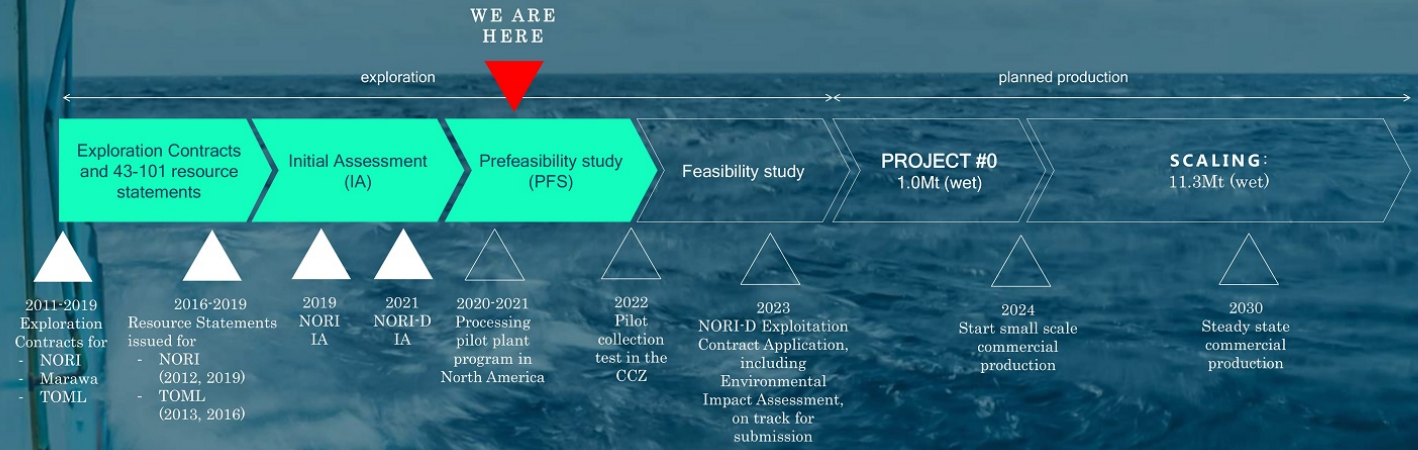 WE ARE
HERE
exploration
planned production
Exploration Contracts
and 43-101 resource
statements
Initial Assessment
(IA)
Prefeasibility study
(PFS)
Feasibility study
PROJECT #0
1.0Mt (wet)
SCALING:
11.3Mt (wet)
2011-2019
Exploration
Contracts for
- NORI
- Marawa
- TOML
2016-2019
Resource Statements
issued for
- NORI
(2012, 2019)
- TOML
(2013, 2016)
2019
NORI
IA
2021
NORI-D
IA
2020-2021
Processing
pilot plant
program in
North America
2022
Pilot
collection
test in the
CCZ
2023
NORI-D Exploitation
Contract Application,
including
Environmental
Impact Assessment,
on track for
submission
2024
Start small scale
commercial
production
2030
Steady state
commercial
production